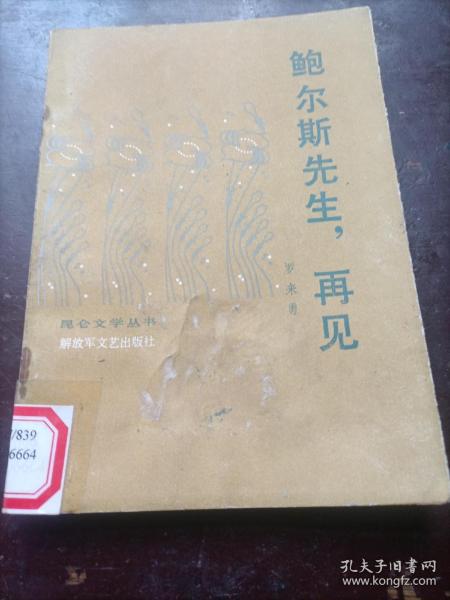 鲍尔斯先生，再见
罗来勇
昆仑文学丛书
解放军文艺出版社
/839
6664
孔夫子旧书网
www.kongfz.com